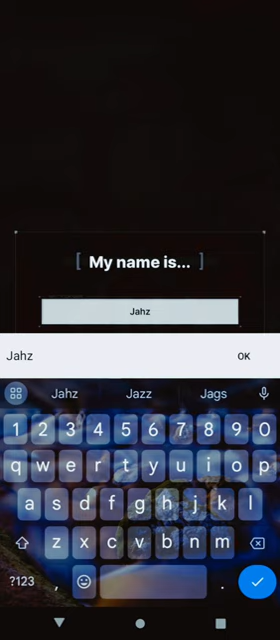 [ My name is... ]
Jahz
Jahz OK
Jahz Jazz Jags
1 2 3 4 5 6 7 8 9 0
q w e r t y u i o p
a s d f g h j k l
z x c v b n m
?123 , .